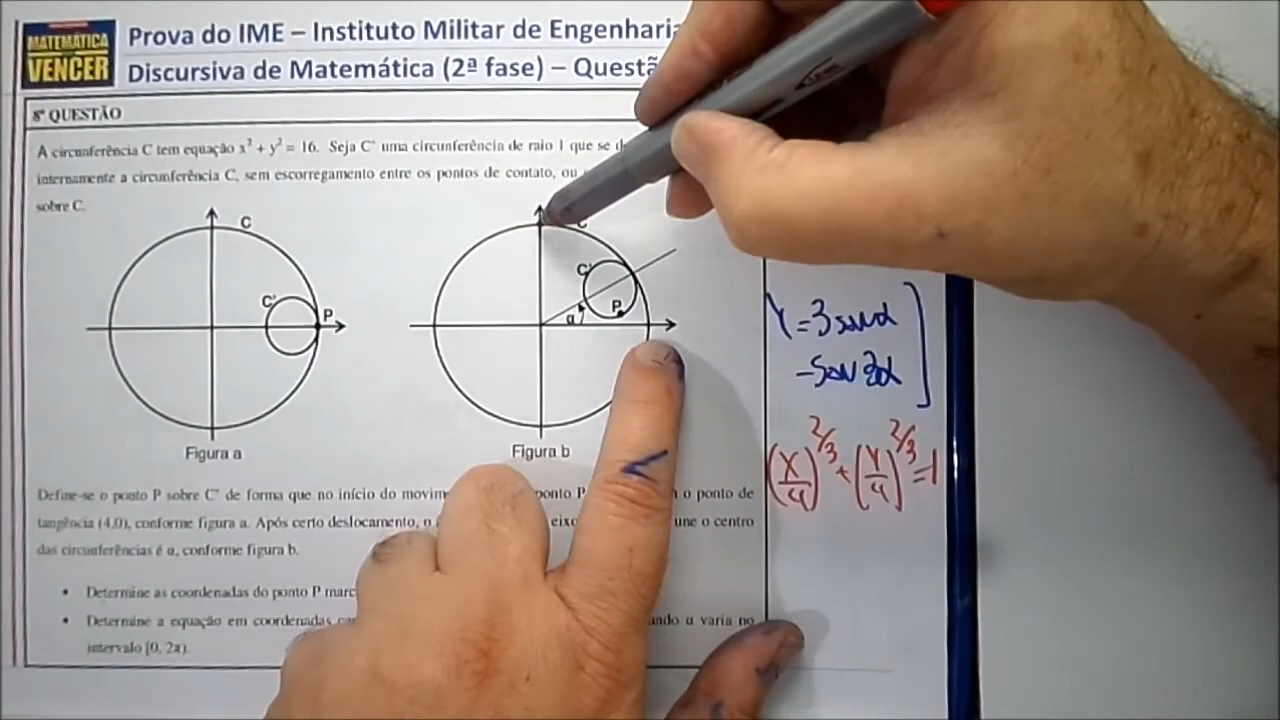 MATEMÁTICA
PRA
VENCER
Prova do IME – Instituto Militar de Engenharia
Discursiva de Matemática (2ª fase) – Questã
8ª QUESTÃO
A circunferência C tem equação x² + y² = 16. Seja C' uma circunferência de raio 1 que se d
internamente a circunferência C, sem escorregamento entre os pontos de contato, ou
sobre C.
C
C'
P
C
C'
P
α
Figura a
Figura b
Y = 3 sen α
– sen 3α
(X/4)^2/3 + (Y/4)^2/3 = 1
Define-se o ponto P sobre C' de forma que no início do movim ponto P o ponto de
tangência (4,0), conforme figura a. Após certo deslocamento, o eixo une o centro
das circunferências é α, conforme figura b.
• Determine as coordenadas do ponto P marc
• Determine a equação em coordenadas ca ando α varia no
intervalo [0, 2π).